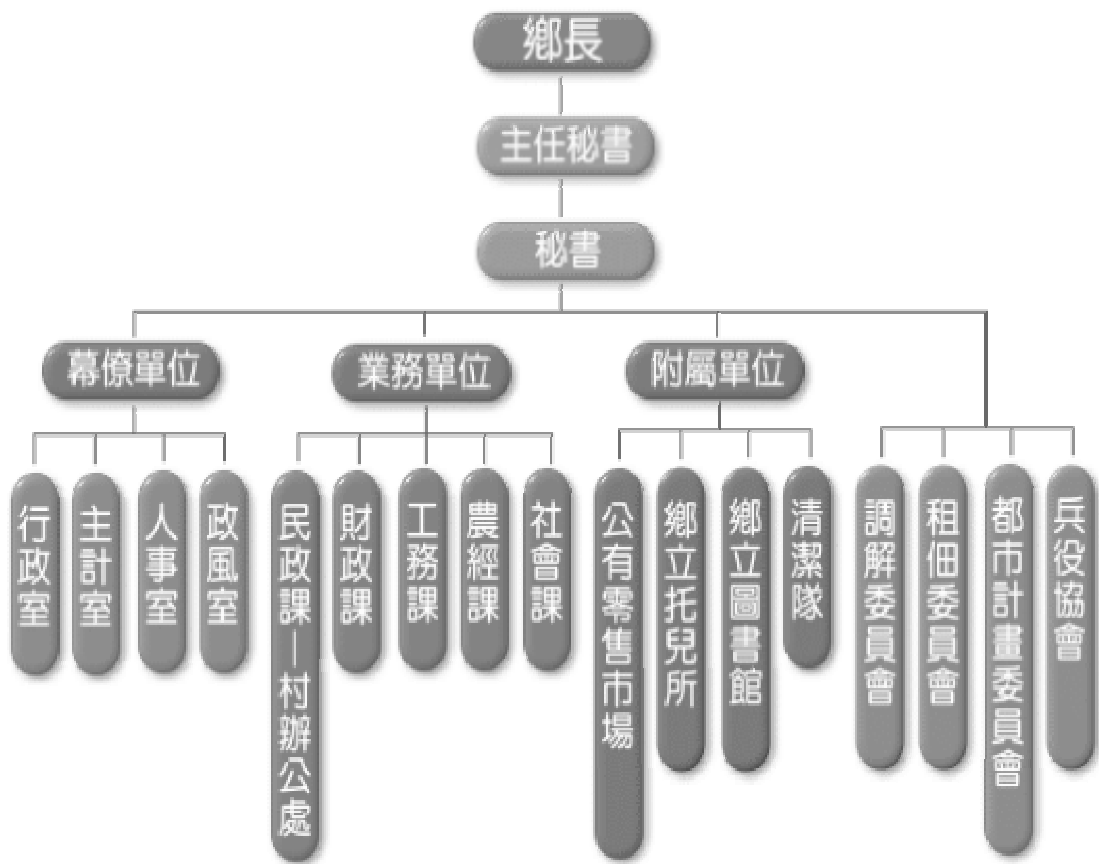 鄉長
主任秘書
秘書
幕僚單位
業務單位
附屬單位
行政室
主計室
人事室
政風室
民政課—村辦公處
財政課
工務課
農經課
社會課
公有零售市場
鄉立托兒所
鄉立圖書館
清潔隊
調解委員會
租佃委員會
都市計畫委員會
兵役協會